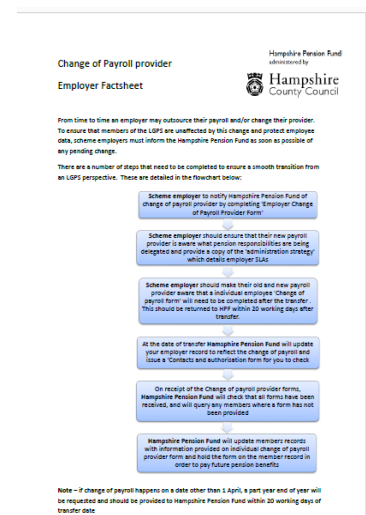 Hampshire Pension Fund
administered by
Change of Payroll provider
Hampshire
County Council
Employer Factsheet
From time to time an employer may outsource their payroll and/or change their provider.
To ensure that members of the LGPS are unaffected by this change and protect employee
data, scheme employers must inform the Hampshire Pension Fund as soon as possible of
any pending change.
There are a number of steps that need to be completed to ensure a smooth transition from
an LGPS perspective. These are detailed in the flowchart below:
Scheme employer to notify Hampshire Pension Fund of
change of payroll provider by completing 'Employer Change
of Payroll Provider Form'
Scheme employer should ensure that their new payroll
provider is aware what pension responsibilities are being
delegated and provide a copy of the 'administration strategy'
which details employer SLAs
Scheme employer should make their old and new payroll
provider aware that a individual employee 'Change of
payroll form' will need to be completed after the transfer .
This should be returned to HPF within 20 working days after
transfer.
At the date of transfer Hampshire Pension Fund will update
your employer record to reflect the change of payroll and
issue a 'Contacts and authorisation form for you to check
On receipt of the Change of payroll provider forms,
Hampshire Pension Fund will check that all forms have been
received, and will query any members where a form has not
been provided
Hampshire Pension Fund will update members records
with information provided on individual change of payroll
provider form and hold the form on the member record in
order to pay future pension benefits
Note – if change of payroll happens on a date other than 1 April, a part year end of year will
be requested and should be provided to Hampshire Pension Fund within 20 working days of
transfer date